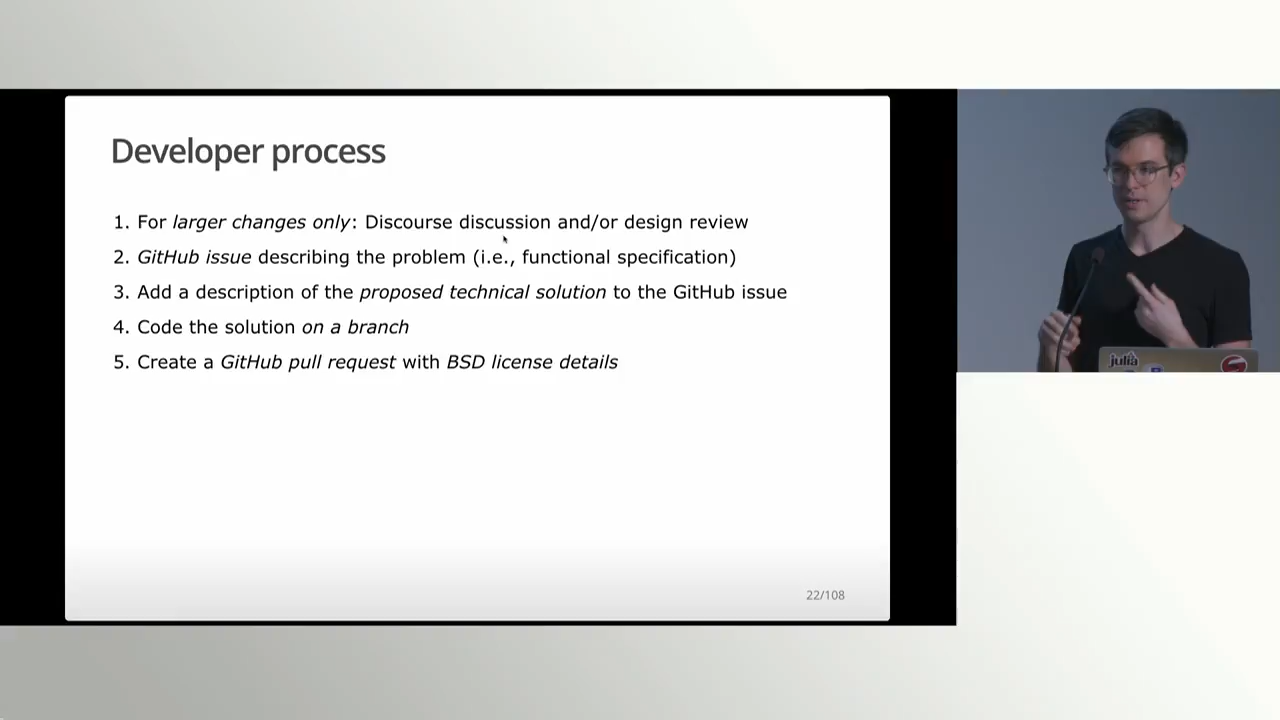 Developer process
1. For larger changes only: Discourse discussion and/or design review
2. GitHub issue describing the problem (i.e., functional specification)
3. Add a description of the proposed technical solution to the GitHub issue
4. Code the solution on a branch
5. Create a GitHub pull request with BSD license details
22/108
julia